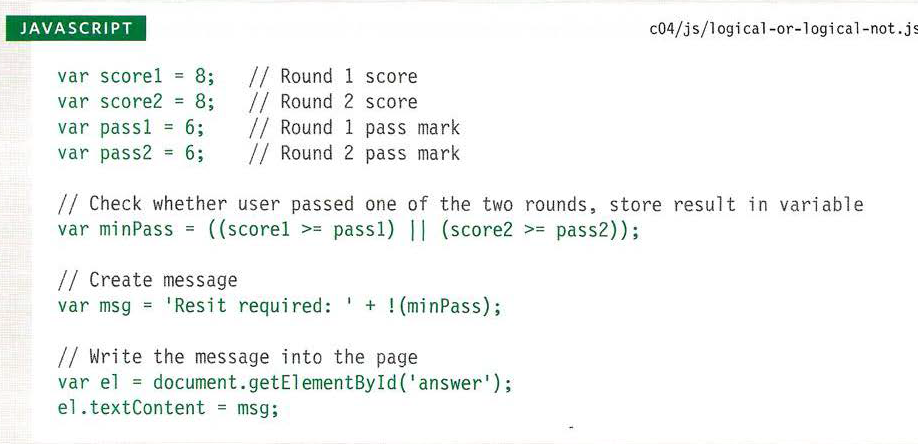 JAVASCRIPT
c04/js/logical-or-logical-not.js
var score1 = 8;   // Round 1 score
var score2 = 8;   // Round 2 score
var pass1 = 6;    // Round 1 pass mark
var pass2 = 6;    // Round 2 pass mark
// Check whether user passed one of the two rounds, store result in variable
var minPass = ((score1 >= pass1) || (score2 >= pass2));
// Create message
var msg = 'Resit required: ' + !(minPass);
// Write the message into the page
var el = document.getElementById('answer');
el.textContent = msg;